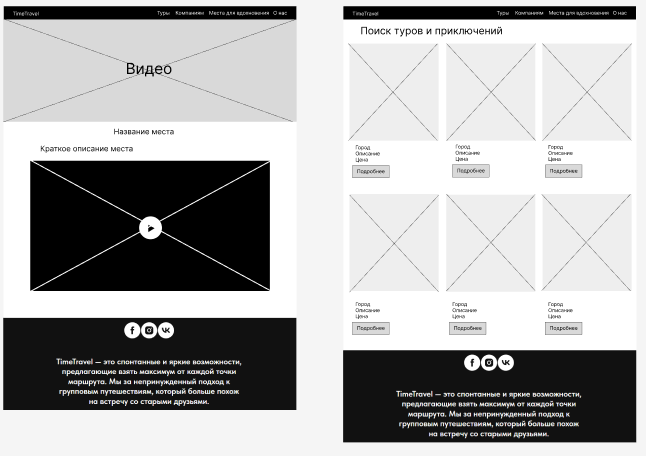 TimeTravel Туры Компаниям Места для вдохновения О нас
Видео
Название места
Краткое описание места
TimeTravel — это спонтанные и яркие возможности,
предлагающие взять максимум от каждой точки
маршрута. Мы за непринужденный подход к
групповым путешествиям, который больше похож
на встречу со старыми друзьями.
TimeTravel Туры Компаниям Места для вдохновения О нас
Поиск туров и приключений
Город
Описание
Цена
Подробнее
Город
Описание
Цена
Подробнее
Город
Описание
Цена
Подробнее
Город
Описание
Цена
Подробнее
Город
Описание
Цена
Подробнее
Город
Описание
Цена
Подробнее
TimeTravel — это спонтанные и яркие возможности,
предлагающие взять максимум от каждой точки
маршрута. Мы за непринужденный подход к
групповым путешествиям, который больше похож
на встречу со старыми друзьями.